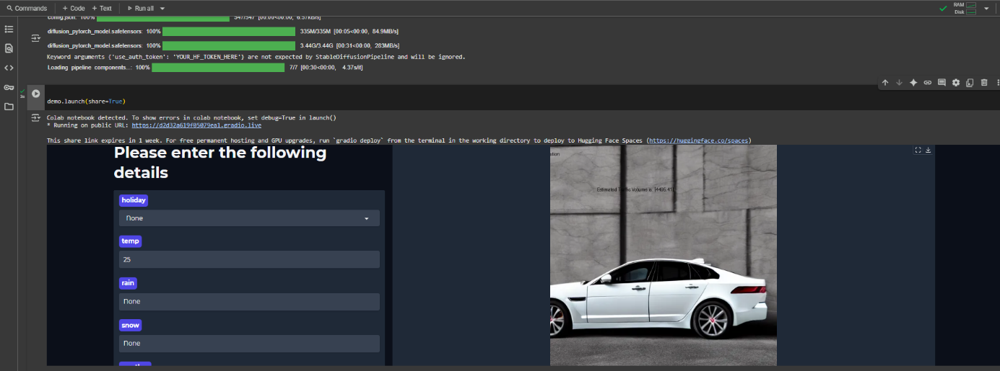 Commands + Code + Text Run all
RAM
Disk
config.json: 100% 547/547 [00:00<00:00, 6.57kB/s]
diffusion_pytorch_model.safetensors: 100% 335M/335M [00:05<00:00, 84.9MB/s]
diffusion_pytorch_model.safetensors: 100% 3.44G/3.44G [00:31<00:00, 283MB/s]
Keyword arguments {'use_auth_token': 'YOUR_HF_TOKEN_HERE'} are not expected by StableDiffusionPipeline and will be ignored.
Loading pipeline components...: 100% 7/7 [00:30<00:00, 4.37s/it]
3s
demo.launch(share=True)
Colab notebook detected. To show errors in colab notebook, set debug=True in launch()
* Running on public URL: https://d2d32a619f05079ea1.gradio.live
This share link expires in 1 week. For free permanent hosting and GPU upgrades, run `gradio deploy` from the terminal in the working directory to deploy to Hugging Face Spaces (https://huggingface.co/spaces)
Please enter the following
details
holiday
None
temp
25
rain
None
snow
None
Estimated Traffic Volume is: [4495.41]